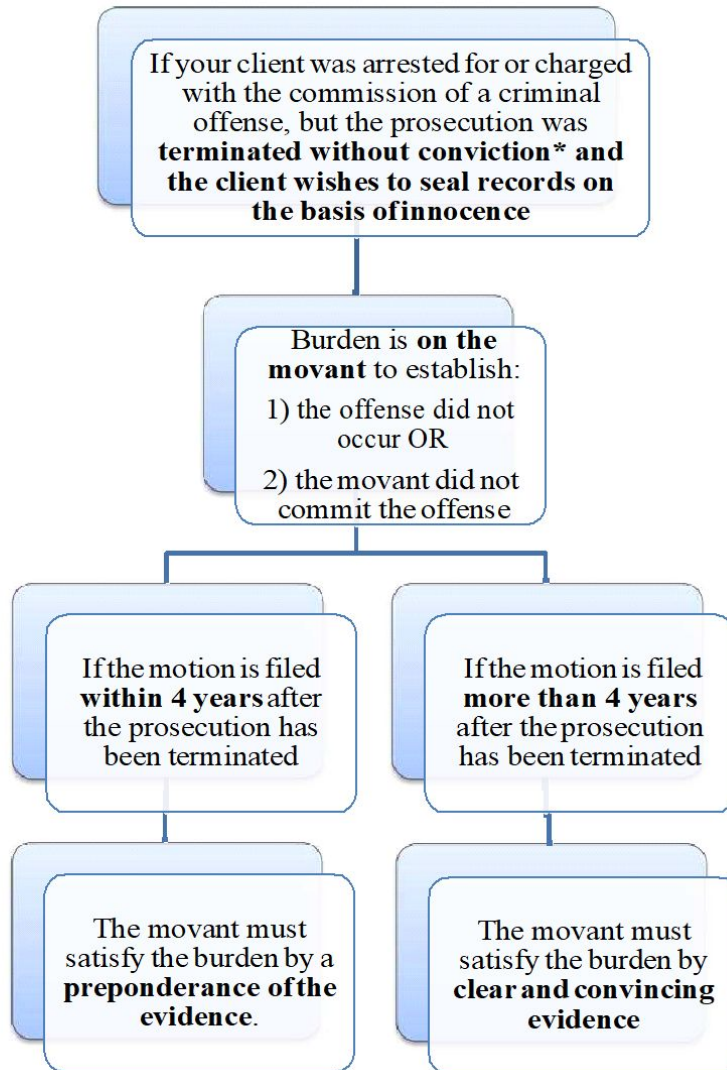 If your client was arrested for or charged
with the commission of a criminal
offense, but the prosecution was
terminated without conviction* and
the client wishes to seal records on
the basis of innocence
Burden is on the
movant to establish:
1) the offense did not
occur OR
2) the movant did not
commit the offense
If the motion is filed
within 4 years after
the prosecution has
been terminated
If the motion is filed
more than 4 years
after the prosecution
has been terminated
The movant must
satisfy the burden by a
preponderance of the
evidence.
The movant must
satisfy the burden by
clear and convincing
evidence